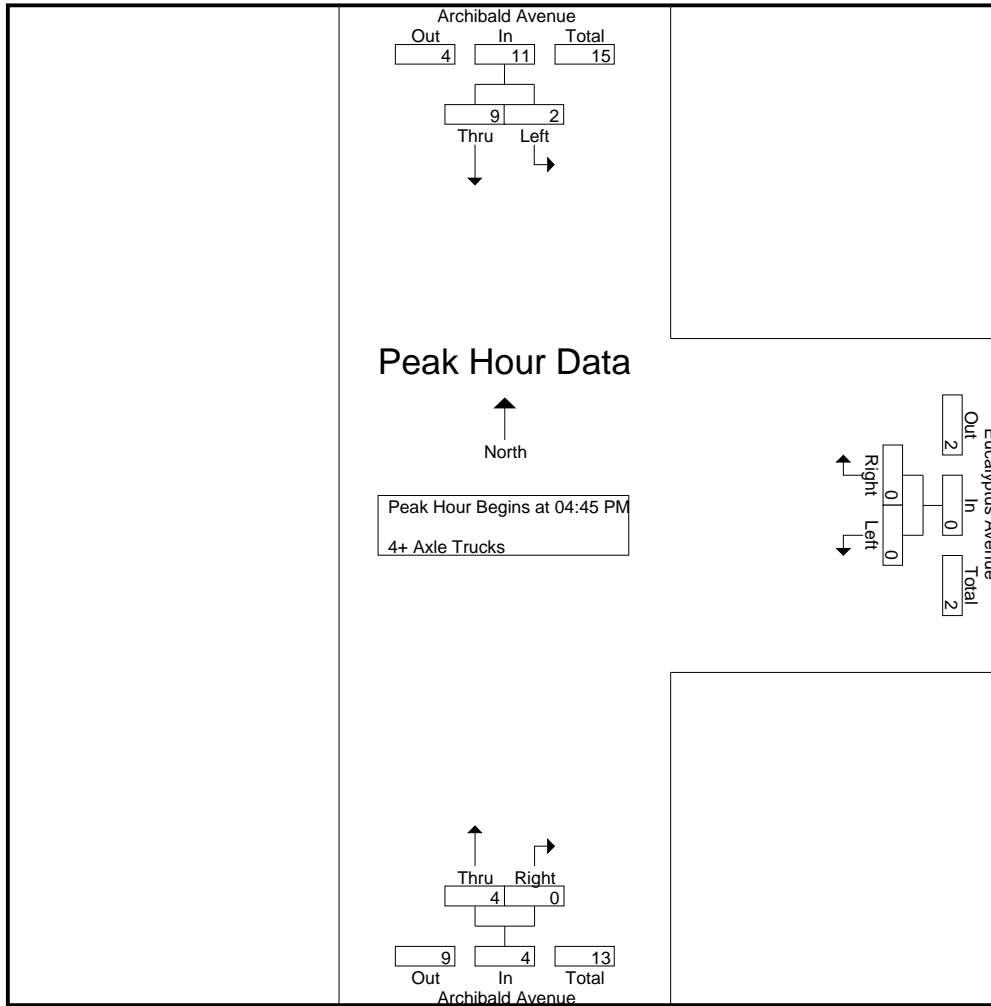 Archibald Avenue
Out In Total
4 11 15
9 2
Thru Left
Peak Hour Data
North
Peak Hour Begins at 04:45 PM
4+ Axle Trucks
Eucalyptus Avenue
Out In Total
2 0 2
Right Left
0 0
Thru Right
4 0
9 4 13
Out In Total
Archibald Avenue